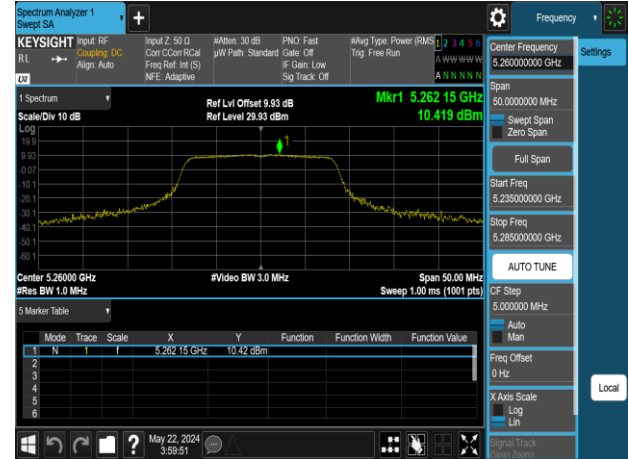 Spectrum Analyzer 1
Swept SA
+
Frequency
KEYSIGHT
RL
LXI
Input: RF
Coupling: DC
Align: Auto
Input Z: 50 Ω
Corr CCorr RCal
Freq Ref: Int (S)
NFE: Adaptive
#Atten: 30 dB
µW Path: Standard
PNO: Fast
Gate: Off
IF Gain: Low
Sig Track: Off
#Avg Type: Power (RMS
Trig: Free Run
1 2 3 4 5 6
A W W W W W
A N N N N N
1 Spectrum
Scale/Div 10 dB
Ref Lvl Offset 9.93 dB
Ref Level 29.93 dBm
Mkr1 5.262 15 GHz
10.419 dBm
Log
19.9
9.93
-0.07
-10.1
-20.1
-30.1
-40.1
-50.1
-60.1
1
Center 5.26000 GHz
#Res BW 1.0 MHz
#Video BW 3.0 MHz
Span 50.00 MHz
Sweep 1.00 ms (1001 pts)
5 Marker Table
Mode Trace Scale X Y Function Function Width Function Value
1 N 1 f 5.262 15 GHz 10.42 dBm
2
3
4
5
6
?
May 22, 2024
3:59:51
Center Frequency
5.260000000 GHz
Settings
Span
50.0000000 MHz
Swept Span
Zero Span
Full Span
Start Freq
5.235000000 GHz
Stop Freq
5.285000000 GHz
AUTO TUNE
CF Step
5.000000 MHz
Auto
Man
Freq Offset
0 Hz
X Axis Scale
Log
Lin
Local
Signal Track
(Span Zoom)